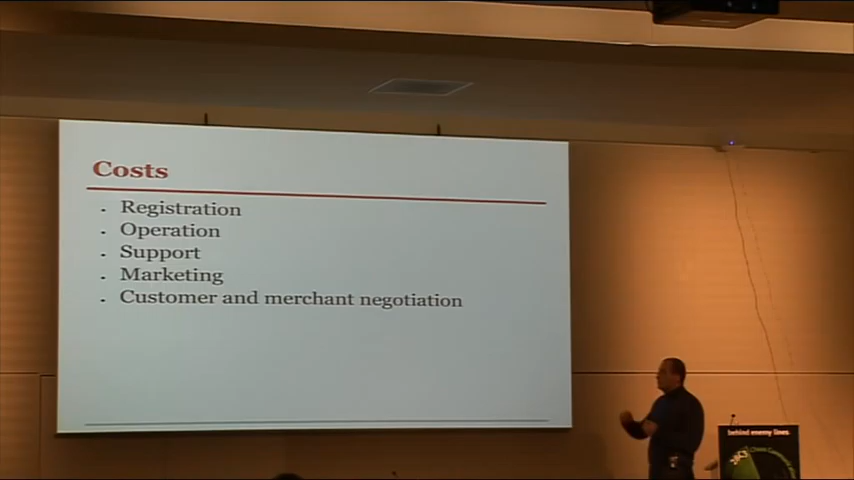 Costs
Registration
Operation
Support
Marketing
Customer and merchant negotiation
behind enemy lines.